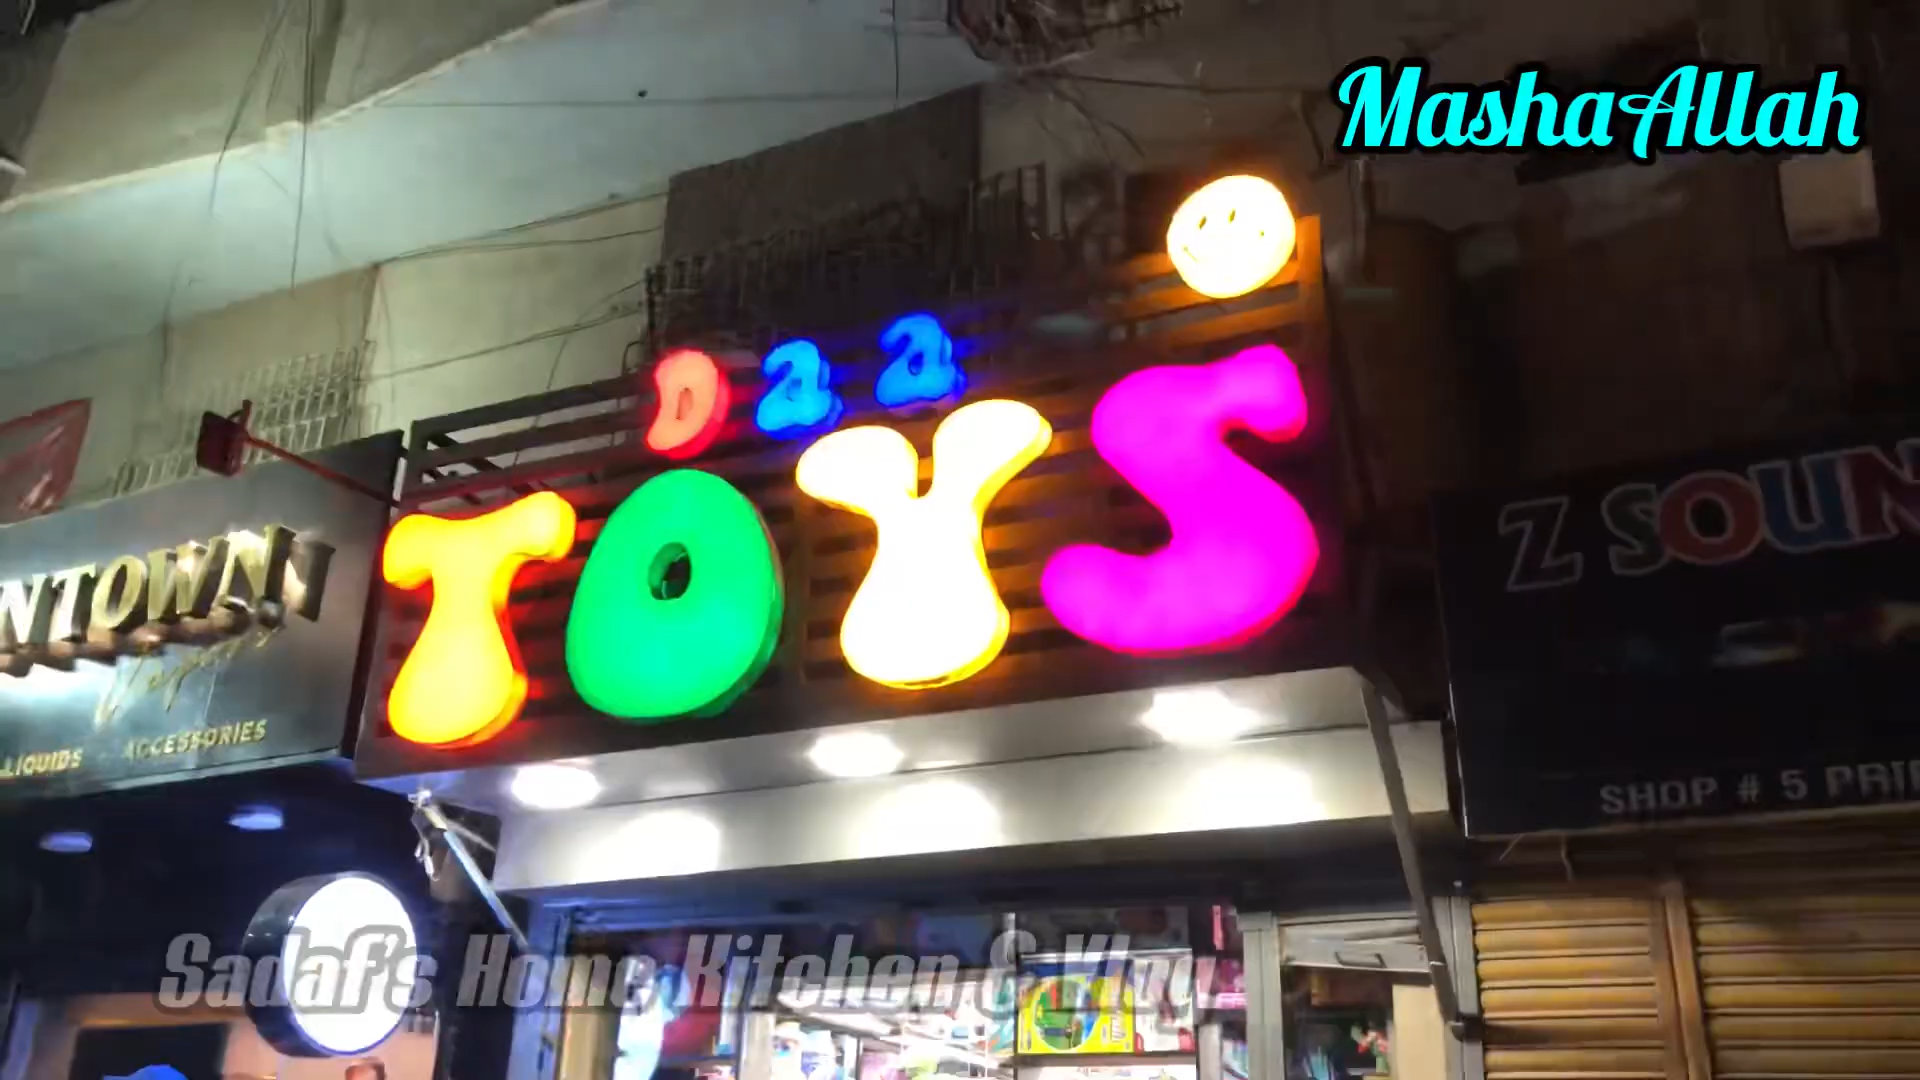 MashaAllah
Daa
TOYS
NTOWN
LIQUIDS ACCESSORIES
Z SOUN
SHOP # 5 PRI
Sadaf's Home Kitchen & Vlog